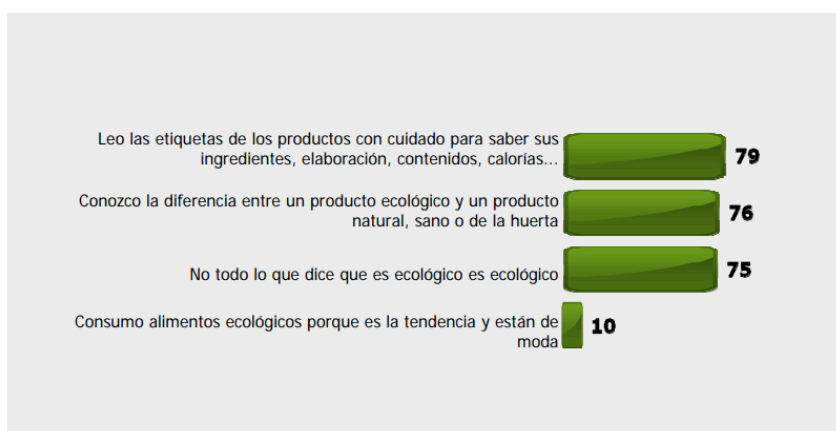 Leo las etiquetas de los productos con cuidado para saber sus
ingredientes, elaboración, contenidos, calorías...
79
Conozco la diferencia entre un producto ecológico y un producto
natural, sano o de la huerta
76
No todo lo que dice que es ecológico es ecológico
75
Consumo alimentos ecológicos porque es la tendencia y están de
moda
10